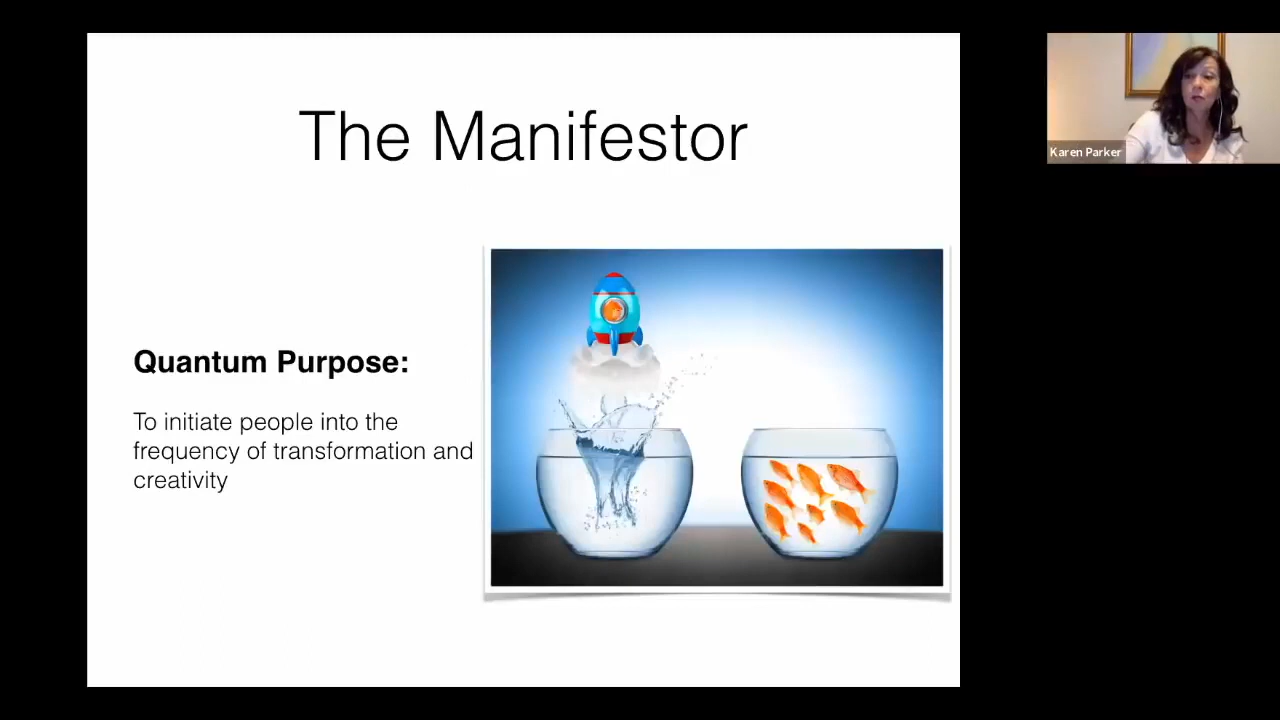 The Manifestor
Karen Parker
Quantum Purpose:
To initiate people into the
frequency of transformation and
creativity